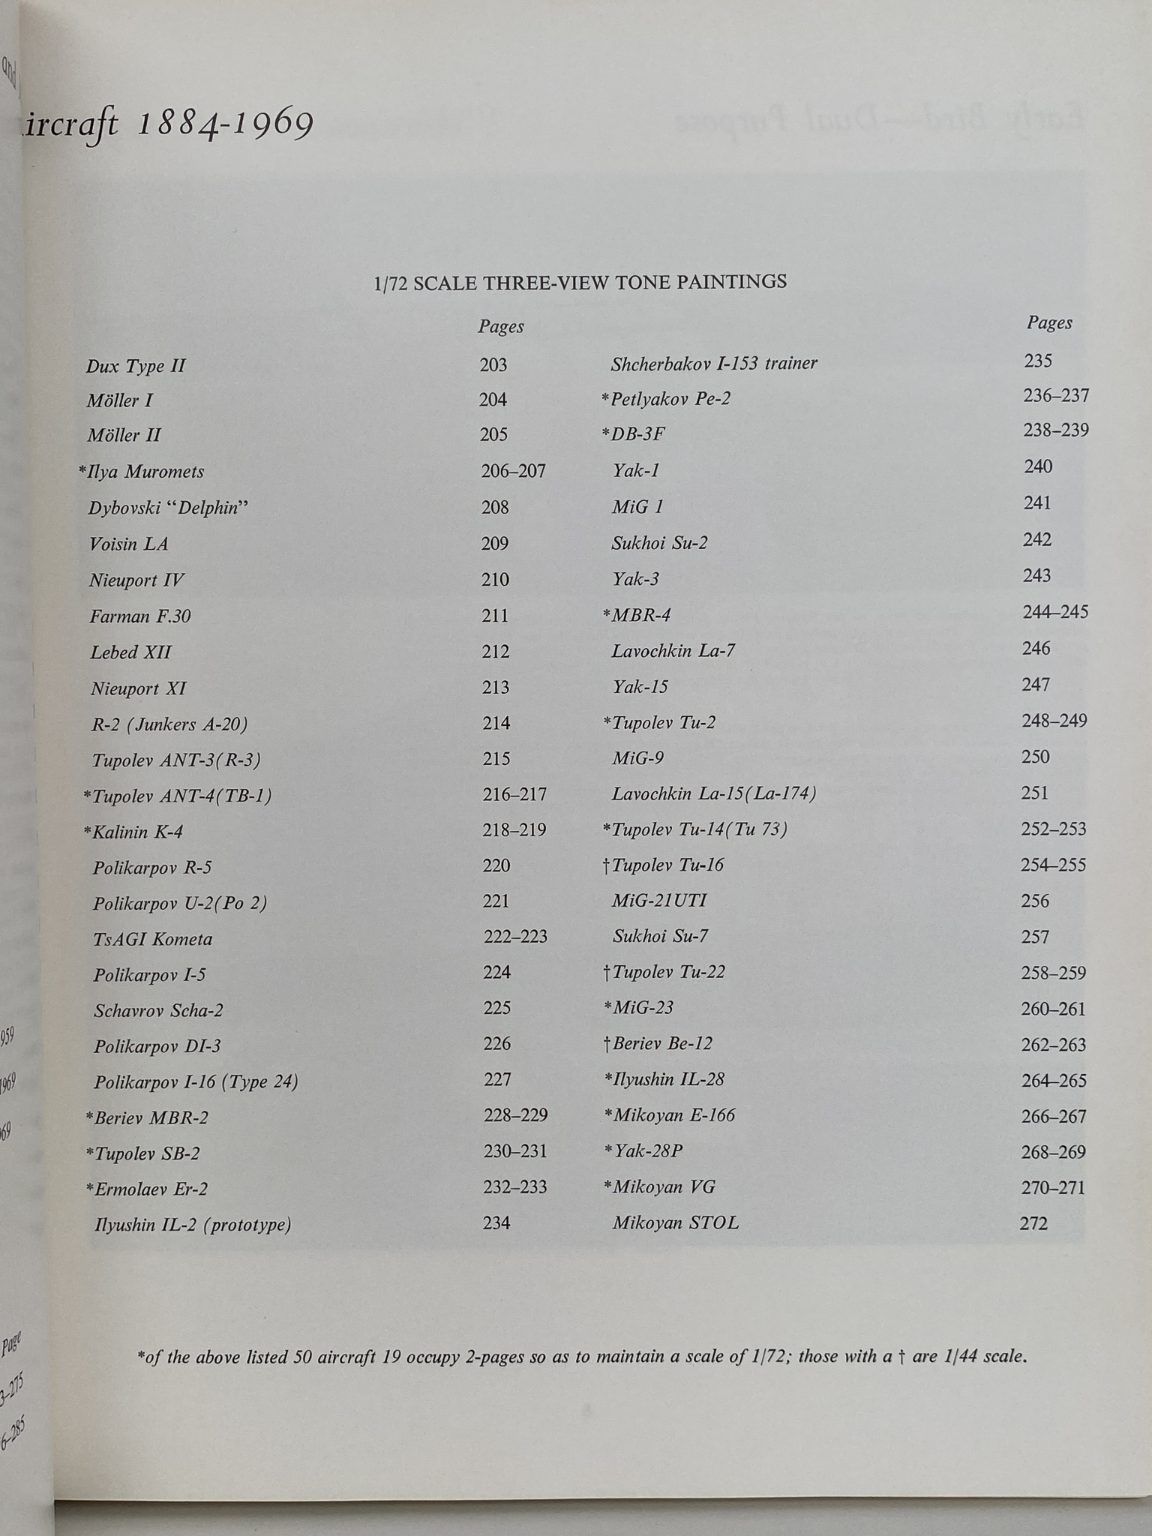 and
ircraft 1884-1969
1/72 SCALE THREE-VIEW TONE PAINTINGS
Pages
Dux Type II 203
Möller I 204
Möller II 205
*Ilya Muromets 206–207
Dybovski “Delphin” 208
Voisin LA 209
Nieuport IV 210
Farman F.30 211
Lebed XII 212
Nieuport XI 213
R-2 (Junkers A-20) 214
Tupolev ANT-3(R-3) 215
*Tupolev ANT-4(TB-1) 216–217
*Kalinin K-4 218–219
Polikarpov R-5 220
Polikarpov U-2(Po 2) 221
TsAGI Kometa 222–223
Polikarpov I-5 224
Schavrov Scha-2 225
Polikarpov DI-3 226
Polikarpov I-16 (Type 24) 227
*Beriev MBR-2 228–229
*Tupolev SB-2 230–231
*Ermolaev Er-2 232–233
Ilyushin IL-2 (prototype) 234
Pages
Shcherbakov I-153 trainer 235
*Petlyakov Pe-2 236–237
*DB-3F 238–239
Yak-1 240
MiG 1 241
Sukhoi Su-2 242
Yak-3 243
*MBR-4 244–245
Lavochkin La-7 246
Yak-15 247
*Tupolev Tu-2 248–249
MiG-9 250
Lavochkin La-15(La-174) 251
*Tupolev Tu-14(Tu 73) 252–253
†Tupolev Tu-16 254–255
MiG-21UTI 256
Sukhoi Su-7 257
†Tupolev Tu-22 258–259
*MiG-23 260–261
†Beriev Be-12 262–263
*Ilyushin IL-28 264–265
*Mikoyan E-166 266–267
*Yak-28P 268–269
*Mikoyan VG 270–271
Mikoyan STOL 272
*of the above listed 50 aircraft 19 occupy 2-pages so as to maintain a scale of 1/72; those with a † are 1/44 scale.
959
1969
69
Page
3–275
6–285